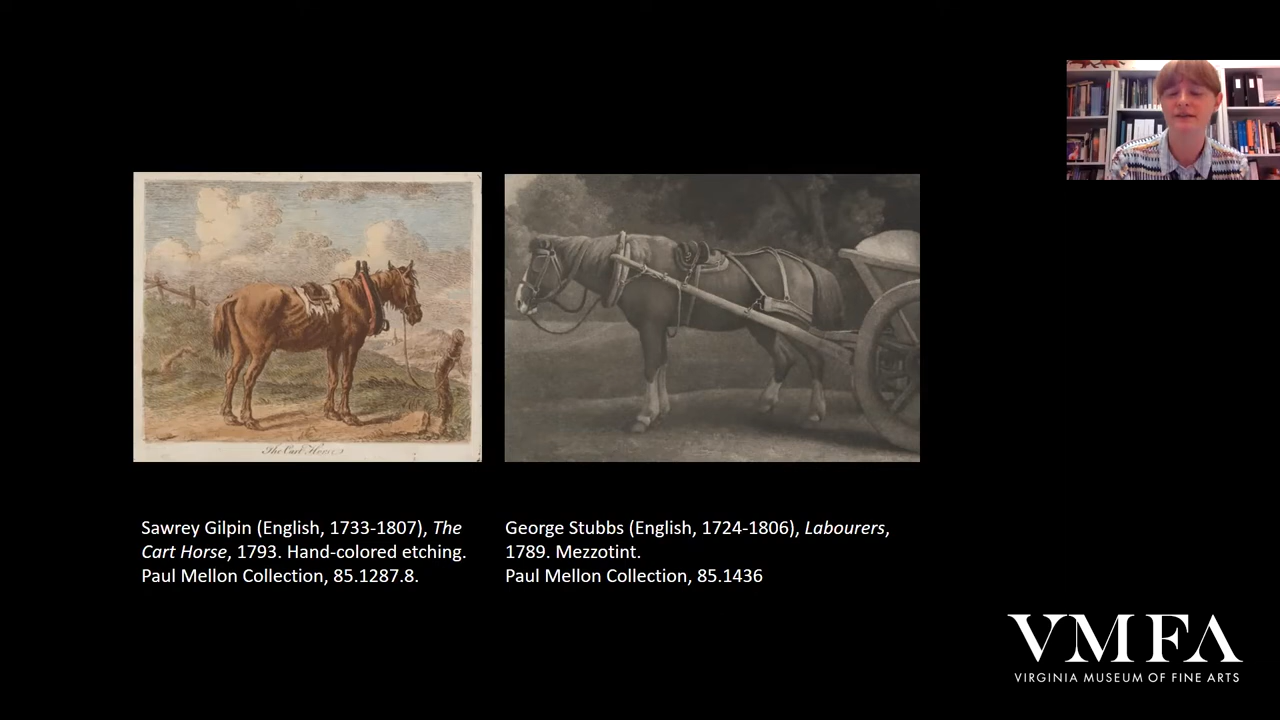 The Cart Horse
Sawrey Gilpin (English, 1733-1807), The
Cart Horse, 1793. Hand-colored etching.
Paul Mellon Collection, 85.1287.8.
George Stubbs (English, 1724-1806), Labourers,
1789. Mezzotint.
Paul Mellon Collection, 85.1436
VMFA
VIRGINIA MUSEUM OF FINE ARTS